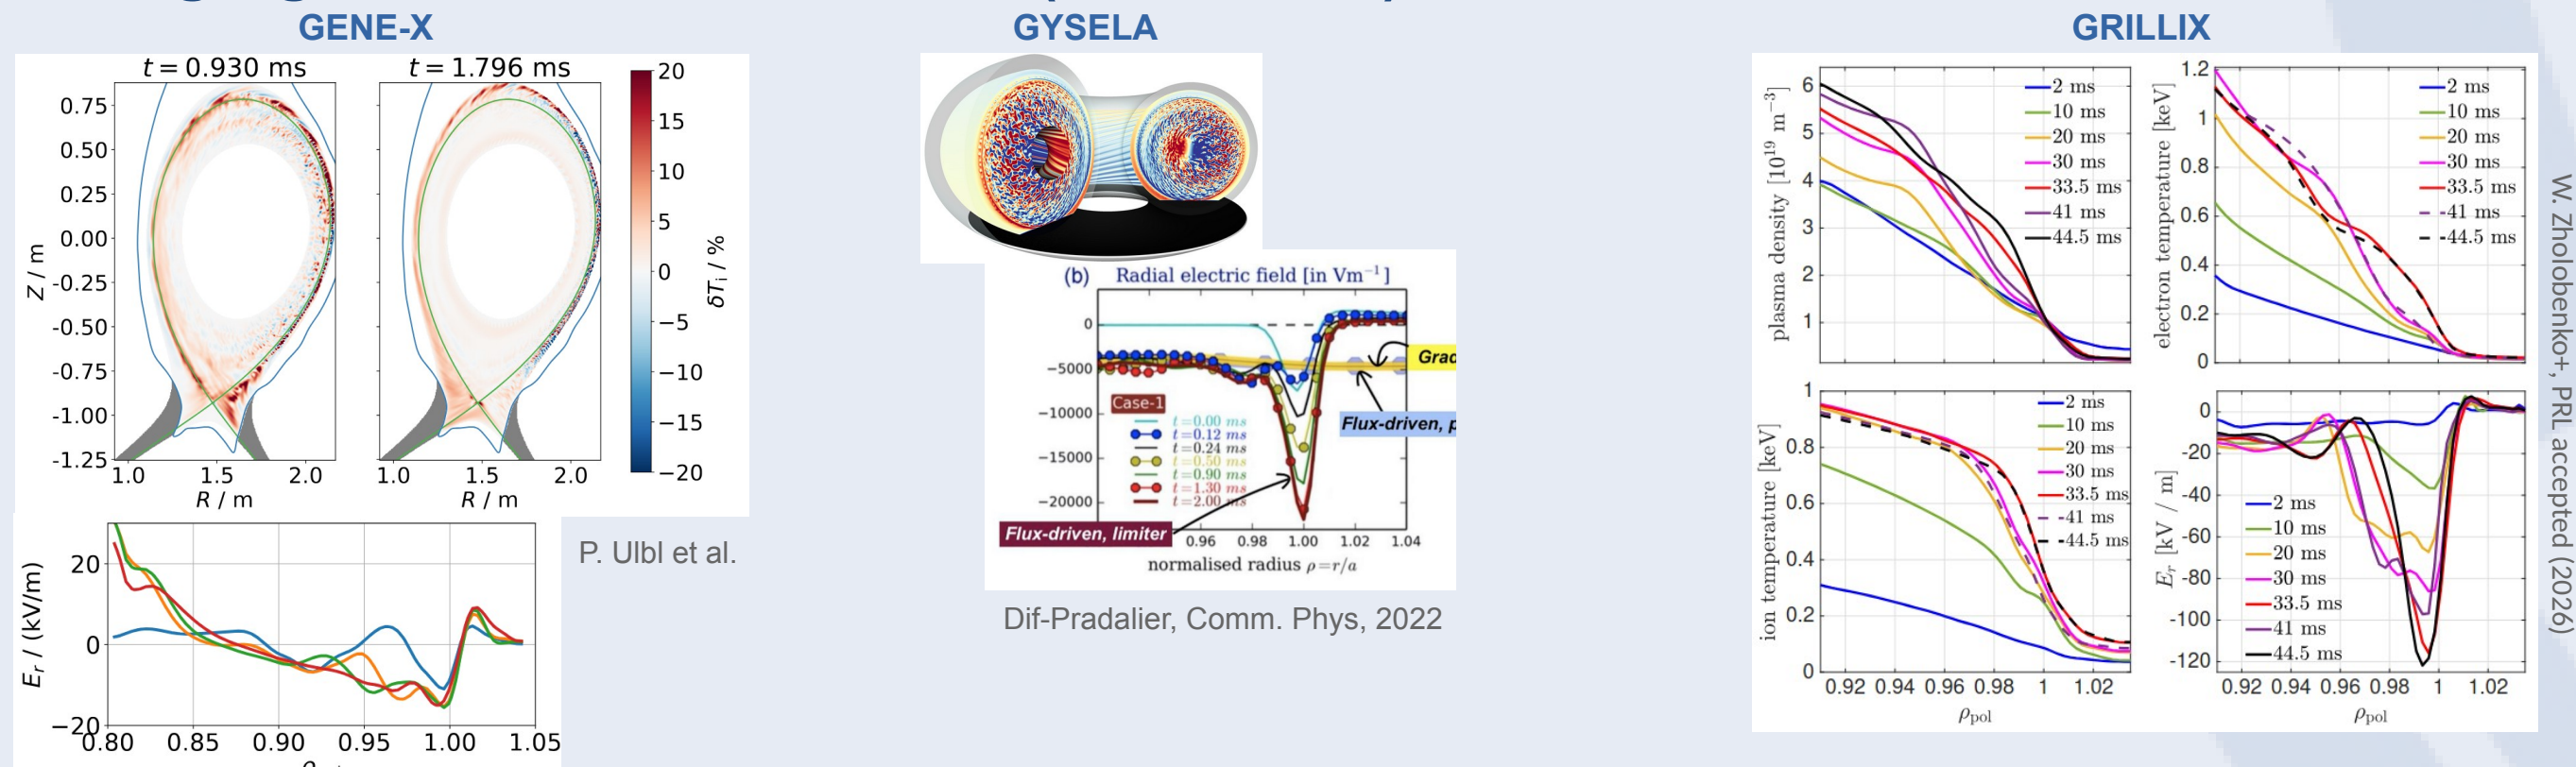 GENE-X
t = 0.930 ms
t = 1.796 ms
0.75
0.50
0.25
0.00
-0.25
-0.50
-0.75
-1.00
-1.25
Z / m
1.0 1.5 2.0
R / m
1.0 1.5 2.0
R / m
20
15
10
5
0
−5
−10
−15
−20
δTi / %
20
0
−20
Er / (kV/m)
0.80 0.85 0.90 0.95 1.00 1.05
P. Ulbl et al.
GYSELA
(b) Radial electric field [in Vm⁻¹]
0
−5000
−10000
−15000
−20000
Grad
Case-1
t=0.00 ms
t=0.12 ms
t=0.24 ms
t=0.50 ms
t=0.90 ms
t=1.30 ms
t=2.00 ms
Flux-driven, p
Flux-driven, limiter
0.96 0.98 1.00 1.02 1.04
normalised radius ρ=r/a
Dif-Pradalier, Comm. Phys, 2022
GRILLIX
plasma density [10¹⁹ m⁻³]
6
5
4
3
2
1
2 ms
10 ms
20 ms
30 ms
33.5 ms
41 ms
44.5 ms
electron temperature [keV]
1.2
1
0.8
0.6
0.4
0.2
0
2 ms
10 ms
20 ms
30 ms
33.5 ms
41 ms
44.5 ms
ion temperature [keV]
1
0.8
0.6
0.4
0.2
0
2 ms
10 ms
20 ms
30 ms
33.5 ms
41 ms
44.5 ms
0.92 0.94 0.96 0.98 1 1.02
ρpol
Er [kV / m]
0
-20
-40
-60
-80
-100
-120
2 ms
10 ms
20 ms
30 ms
33.5 ms
41 ms
44.5 ms
0.92 0.94 0.96 0.98 1 1.02
ρpol
W. Zholobenko+, PRL accepted (2026)